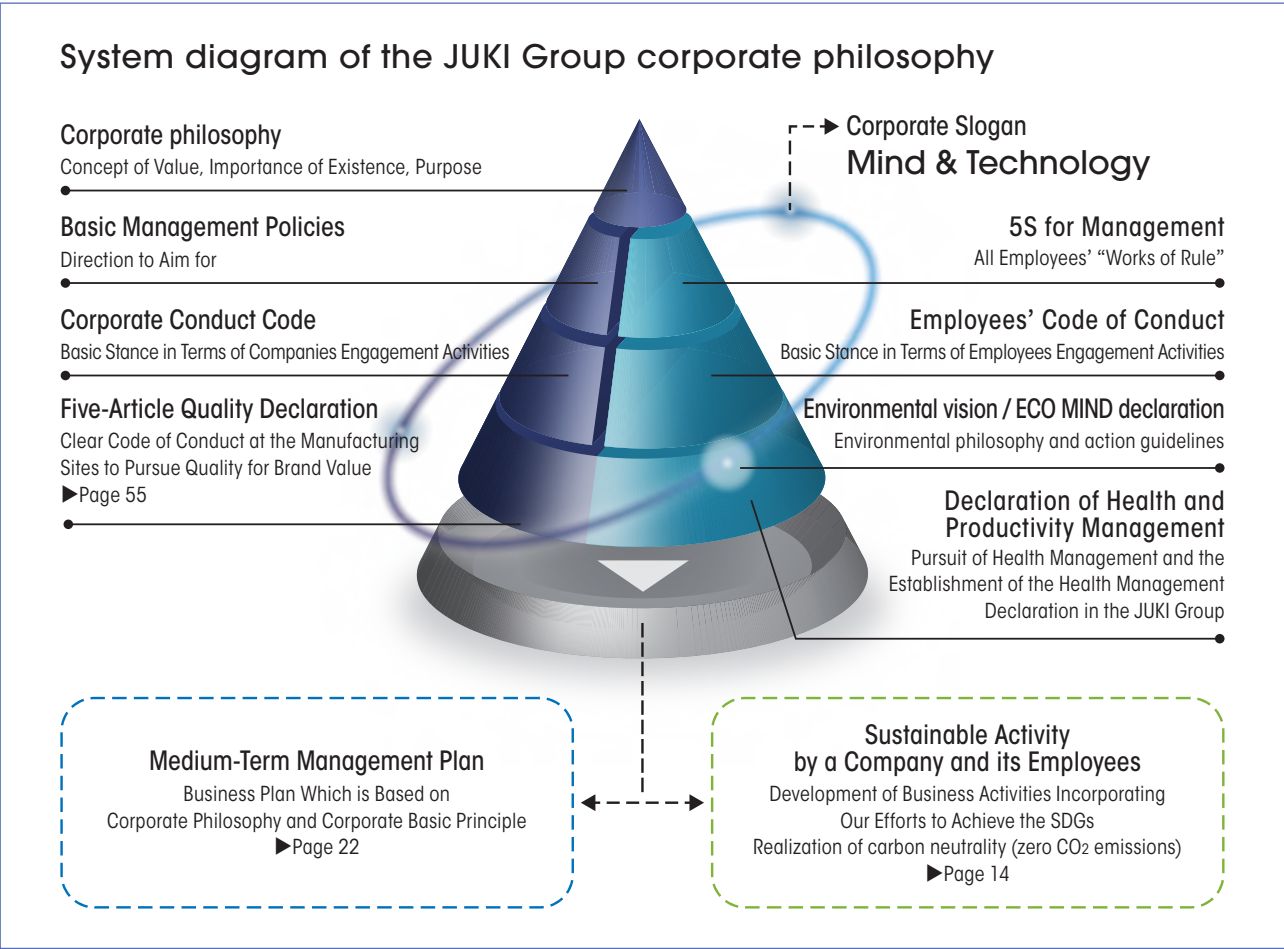 System diagram of the JUKI Group corporate philosophy
Corporate philosophy
Concept of Value, Importance of Existence, Purpose
Basic Management Policies
Direction to Aim for
Corporate Conduct Code
Basic Stance in Terms of Companies Engagement Activities
Five-Article Quality Declaration
Clear Code of Conduct at the Manufacturing
Sites to Pursue Quality for Brand Value
▶Page 55
Corporate Slogan
Mind & Technology
5S for Management
All Employees’ “Works of Rule”
Employees’ Code of Conduct
Basic Stance in Terms of Employees Engagement Activities
Environmental vision / ECO MIND declaration
Environmental philosophy and action guidelines
Declaration of Health and
Productivity Management
Pursuit of Health Management and the
Establishment of the Health Management
Declaration in the JUKI Group
Medium-Term Management Plan
Business Plan Which is Based on
Corporate Philosophy and Corporate Basic Principle
▶Page 22
Sustainable Activity
by a Company and its Employees
Development of Business Activities Incorporating
Our Efforts to Achieve the SDGs
Realization of carbon neutrality (zero CO2 emissions)
▶Page 14